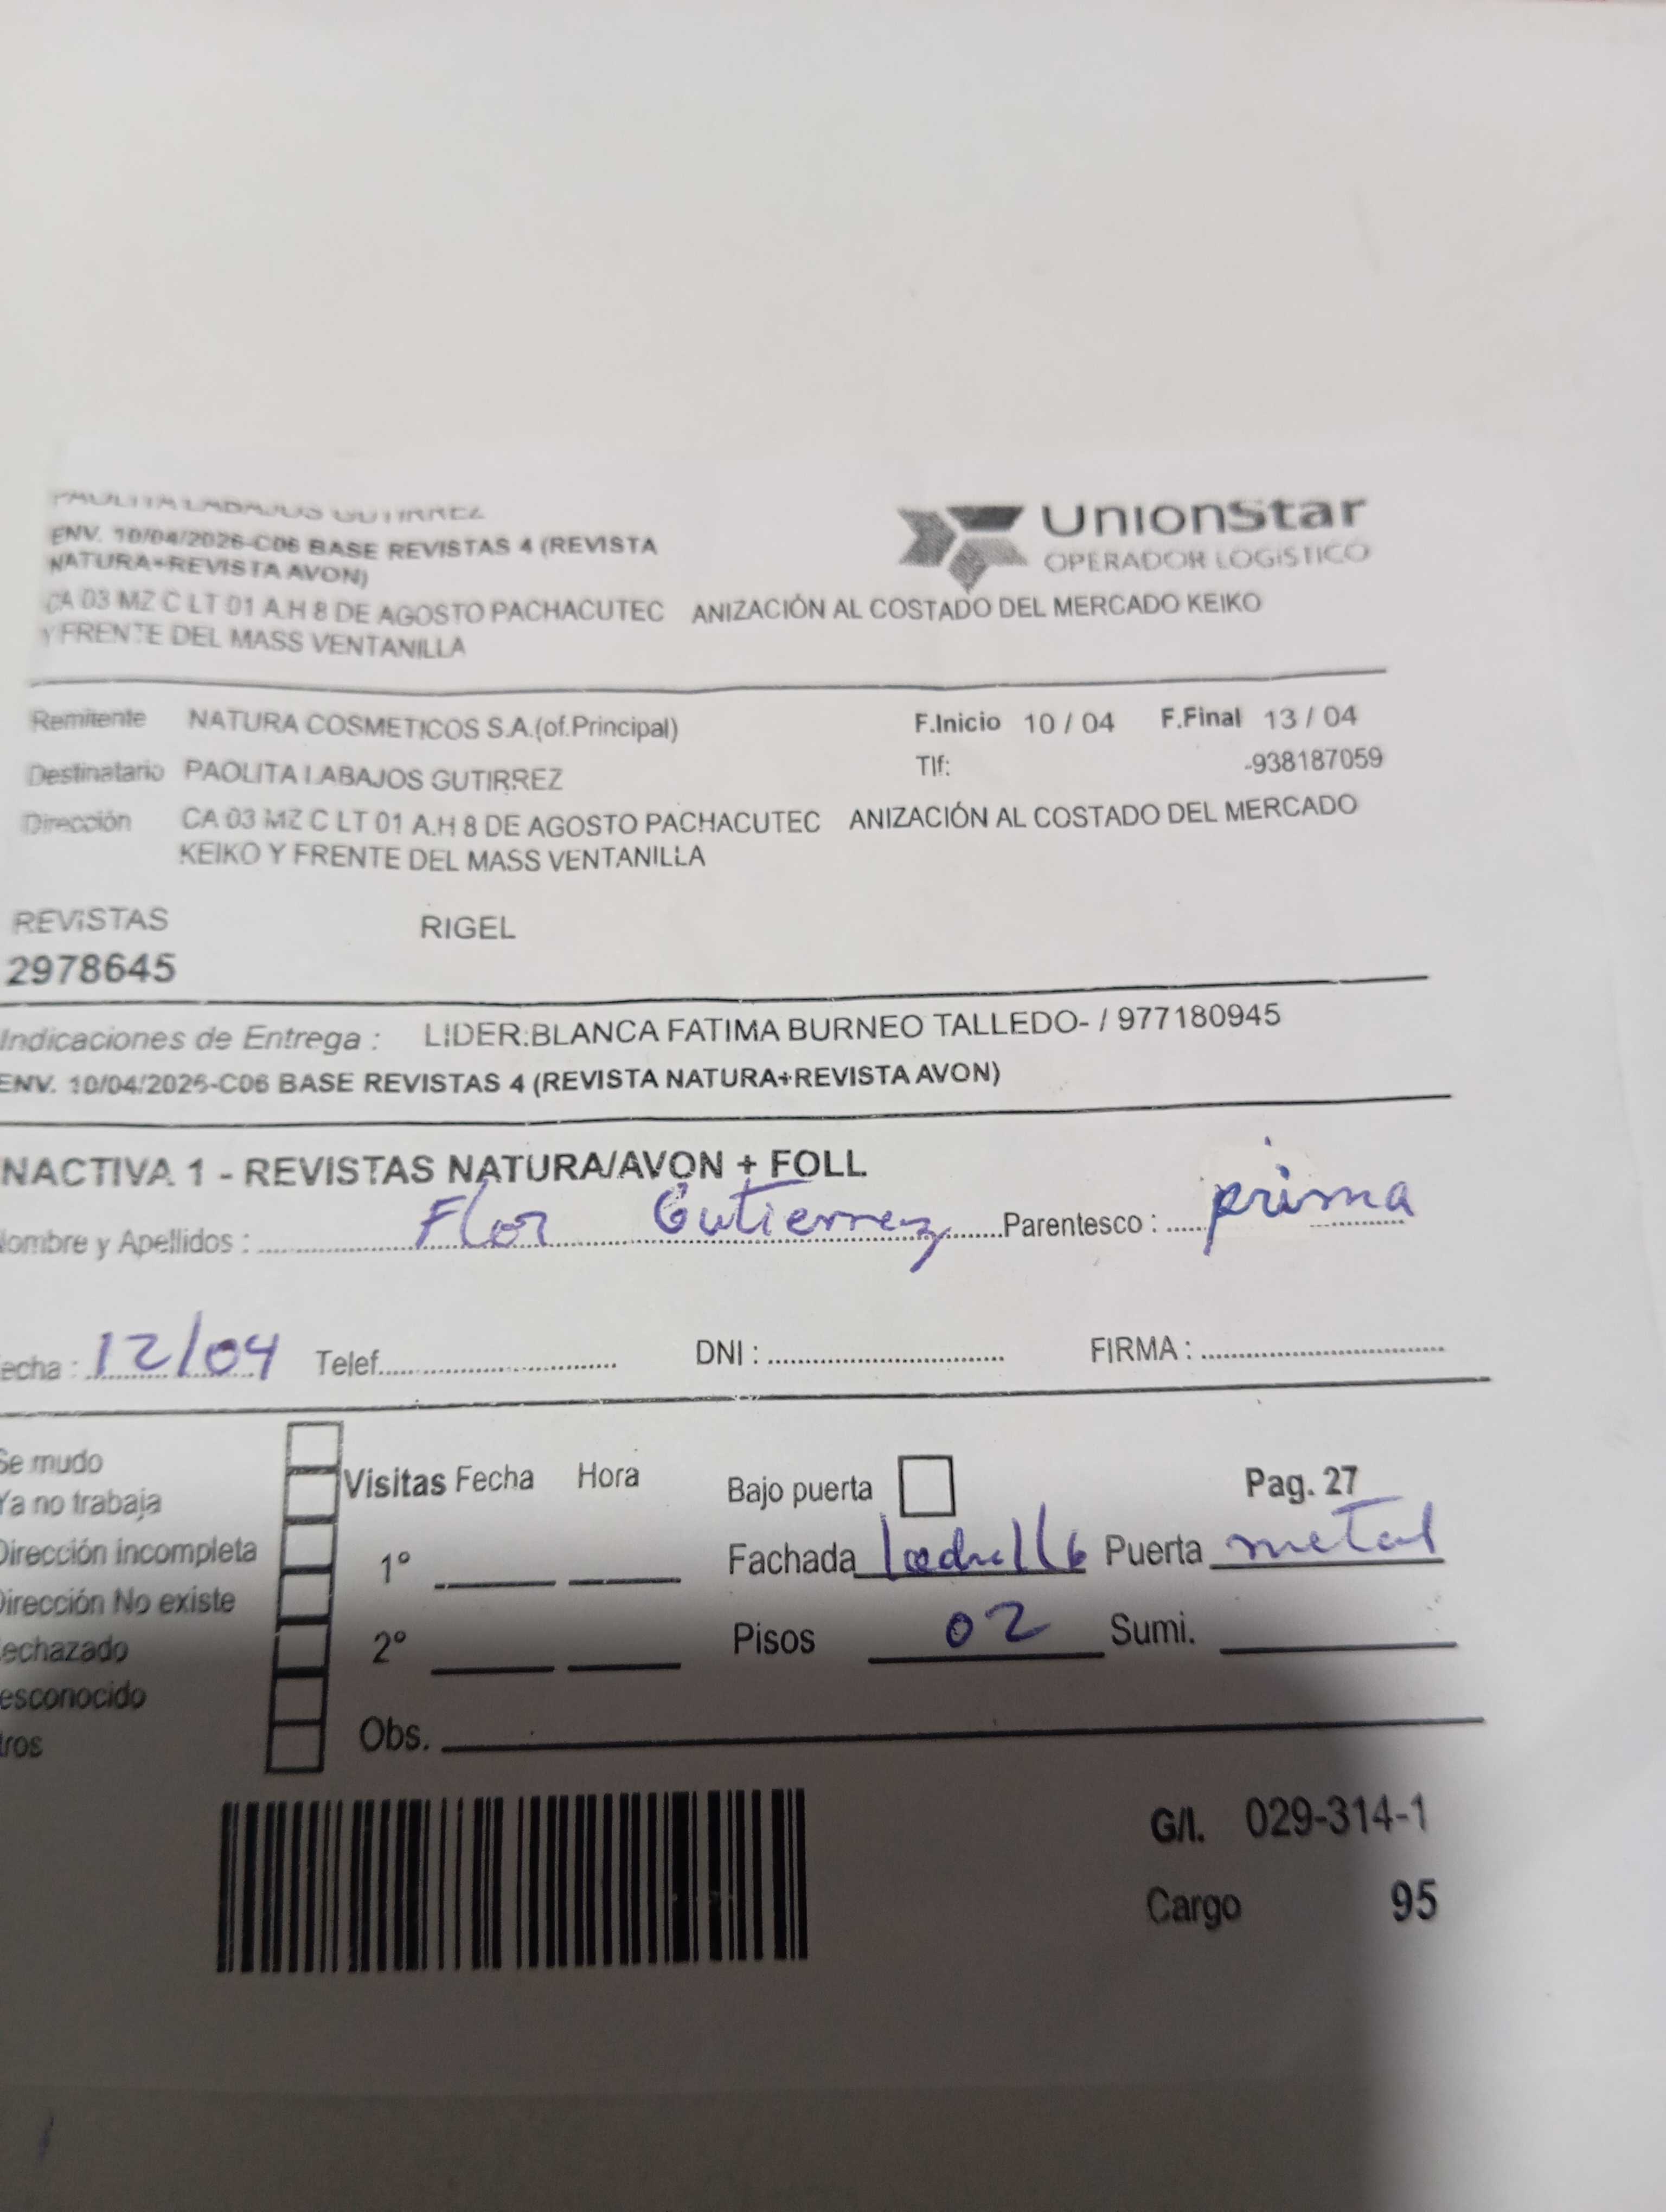 PAOLITA LABAJOS GUTIRREZ
ENV. 10/04/2026-C06 BASE REVISTAS 4 (REVISTA
NATURA+REVISTA AVON)
UnionStar
OPERADOR LOGISTICO
CA 03 MZ C LT 01 A.H 8 DE AGOSTO PACHACUTEC ANIZACIÓN AL COSTADO DEL MERCADO KEIKO
Y FRENTE DEL MASS VENTANILLA
Remitente NATURA COSMETICOS S.A.(of.Principal) F.Inicio 10 / 04 F.Final 13 / 04
Destinatario PAOLITA LABAJOS GUTIRREZ Tlf: -938187059
Dirección CA 03 MZ C LT 01 A.H 8 DE AGOSTO PACHACUTEC ANIZACIÓN AL COSTADO DEL MERCADO
KEIKO Y FRENTE DEL MASS VENTANILLA
REVISTAS RIGEL
2978645
Indicaciones de Entrega : LIDER:BLANCA FATIMA BURNEO TALLEDO- / 977180945
ENV. 10/04/2026-C06 BASE REVISTAS 4 (REVISTA NATURA+REVISTA AVON)
NACTIVA 1 - REVISTAS NATURA/AVON + FOLL
Nombre y Apellidos : Flor Gutierrez Parentesco : prima
echa : 12/04 Telef. DNI : FIRMA :
Se mudo
Ya no trabaja
Dirección incompleta
Dirección No existe
echazado
esconocido
tros
Visitas Fecha Hora
1º
2º
Obs.
Bajo puerta Pag. 27
Fachada ladrillo Puerta metal
Pisos 02 Sumi.
G/I. 029-314-1
Cargo 95